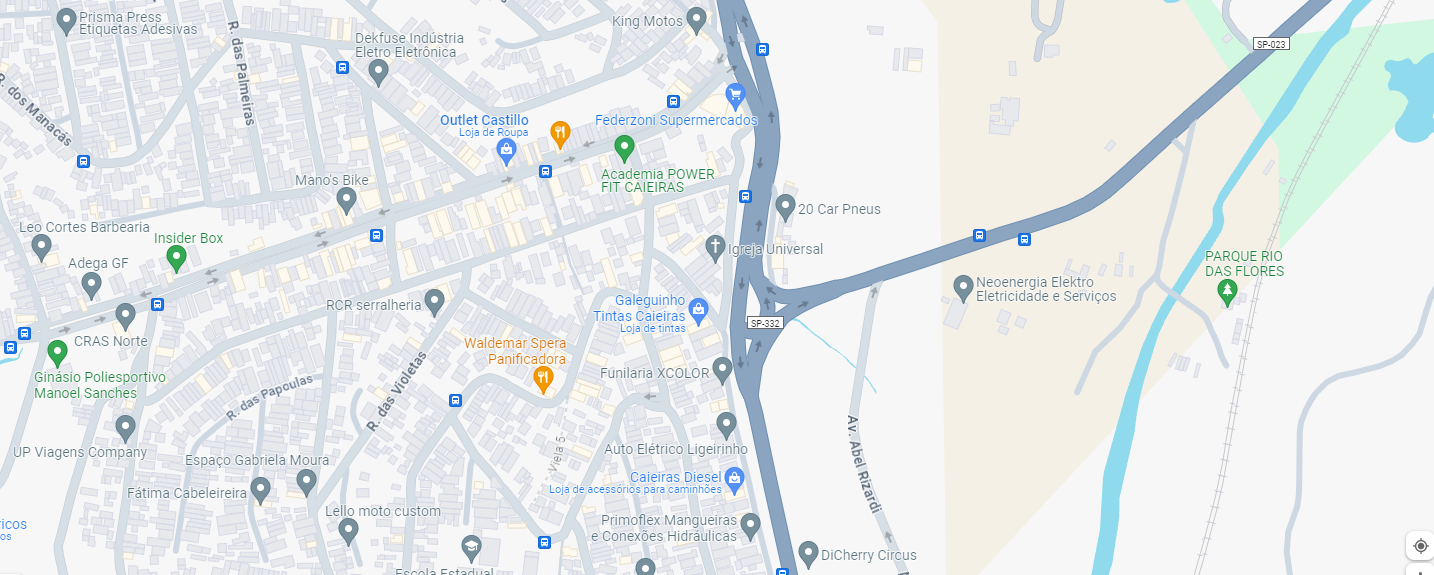 Prisma Press
Etiquetas Adesivas
R. das Palmeiras
King Motos
Dekfuse Indústria
Eletro Eletrônica
SP-023
R. dos Manacás
Outlet Castillo
Loja de Roupa
Federzoni Supermercados
Academia POWER
FIT CAIEIRAS
Mano's Bike
20 Car Pneus
Leo Cortes Barbearia
Insider Box
Igreja Universal
Adega GF
PARQUE RIO
DAS FLORES
Neoenergia Elektro
Eletricidade e Serviços
RCR serralheria
Galeguinho
Tintas Caieiras
Loja de tintas
SP-332
CRAS Norte
Waldemar Spera
Panificadora
Ginásio Poliesportivo
Manoel Sanches
Funilaria XCOLOR
R. das Papoulas
R. das Violetas
Av. Abel Rizardi
UP Viagens Company
Auto Elétrico Ligeirinho
Viela 5
Espaço Gabriela Moura
Caieiras Diesel
Loja de acessórios para caminhões
Fátima Cabeleireira
Lello moto custom
Primoflex Mangueiras
e Conexões Hidráulicas
DiCherry Circus
Escola Estadual